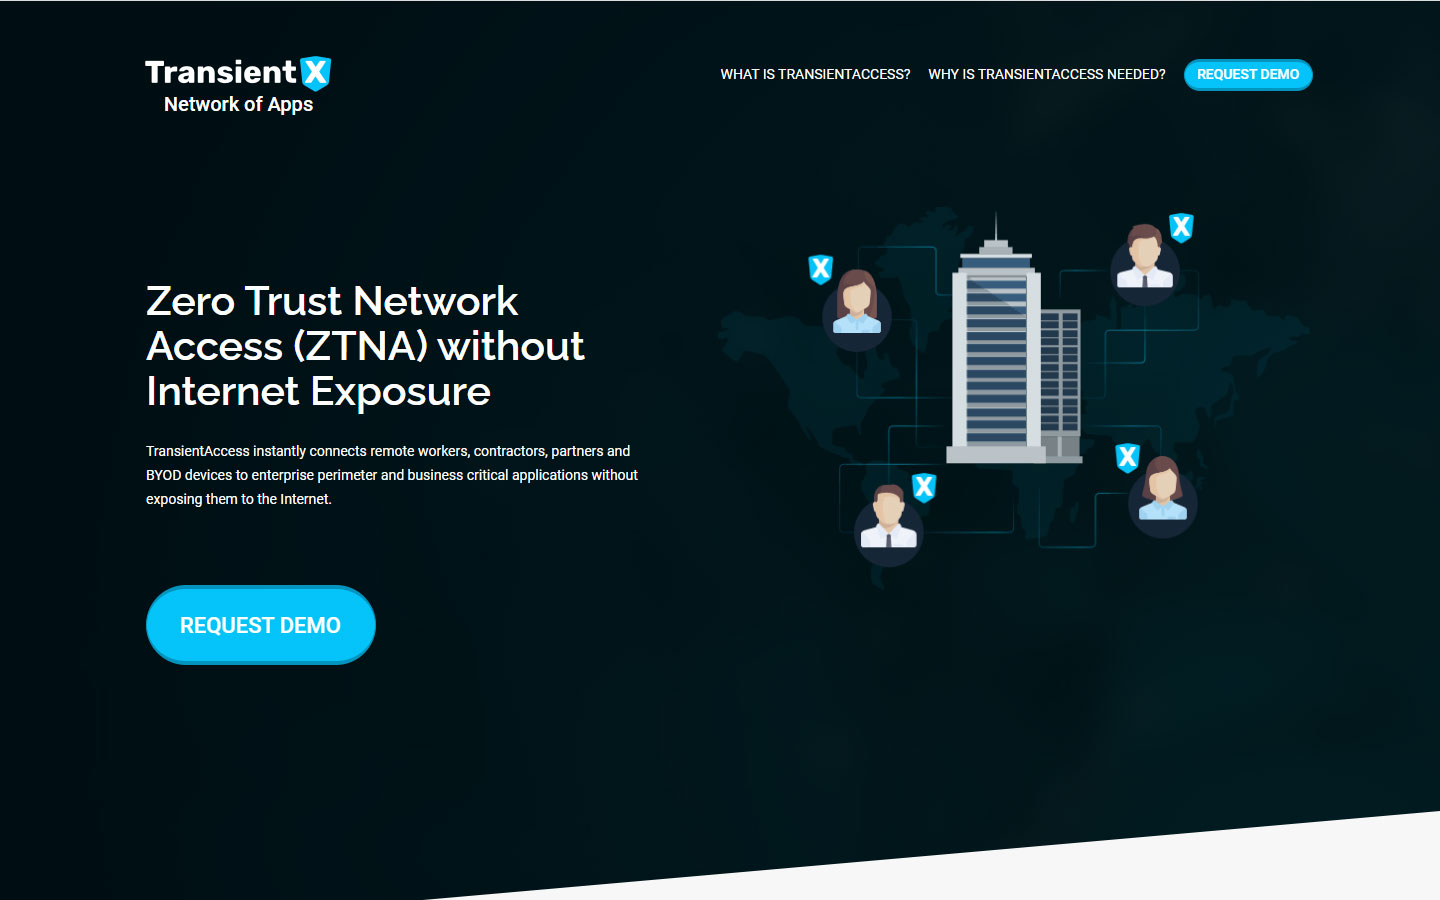 TransientX
Network of Apps
WHAT IS TRANSIENTACCESS? WHY IS TRANSIENTACCESS NEEDED? REQUEST DEMO
Zero Trust Network
Access (ZTNA) without
Internet Exposure
TransientAccess instantly connects remote workers, contractors, partners and
BYOD devices to enterprise perimeter and business critical applications without
exposing them to the Internet.
REQUEST DEMO
X
X
X
X